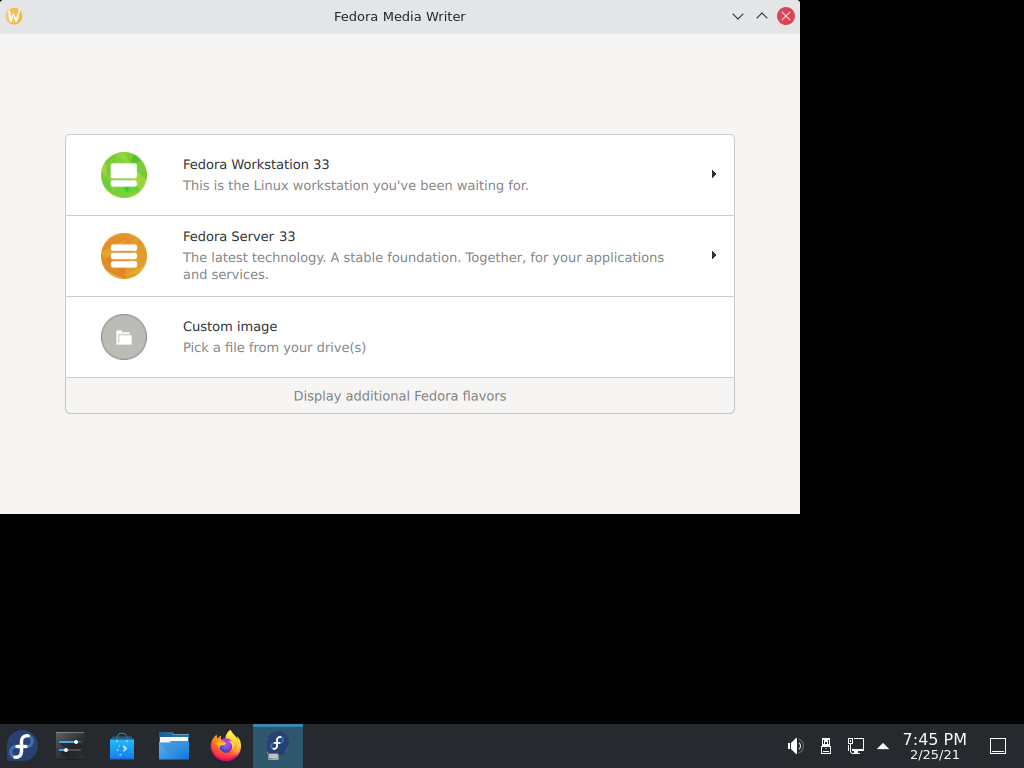 Fedora Media Writer
Fedora Workstation 33
This is the Linux workstation you've been waiting for.
Fedora Server 33
The latest technology. A stable foundation. Together, for your applications
and services.
Custom image
Pick a file from your drive(s)
Display additional Fedora flavors
7:45 PM
2/25/21